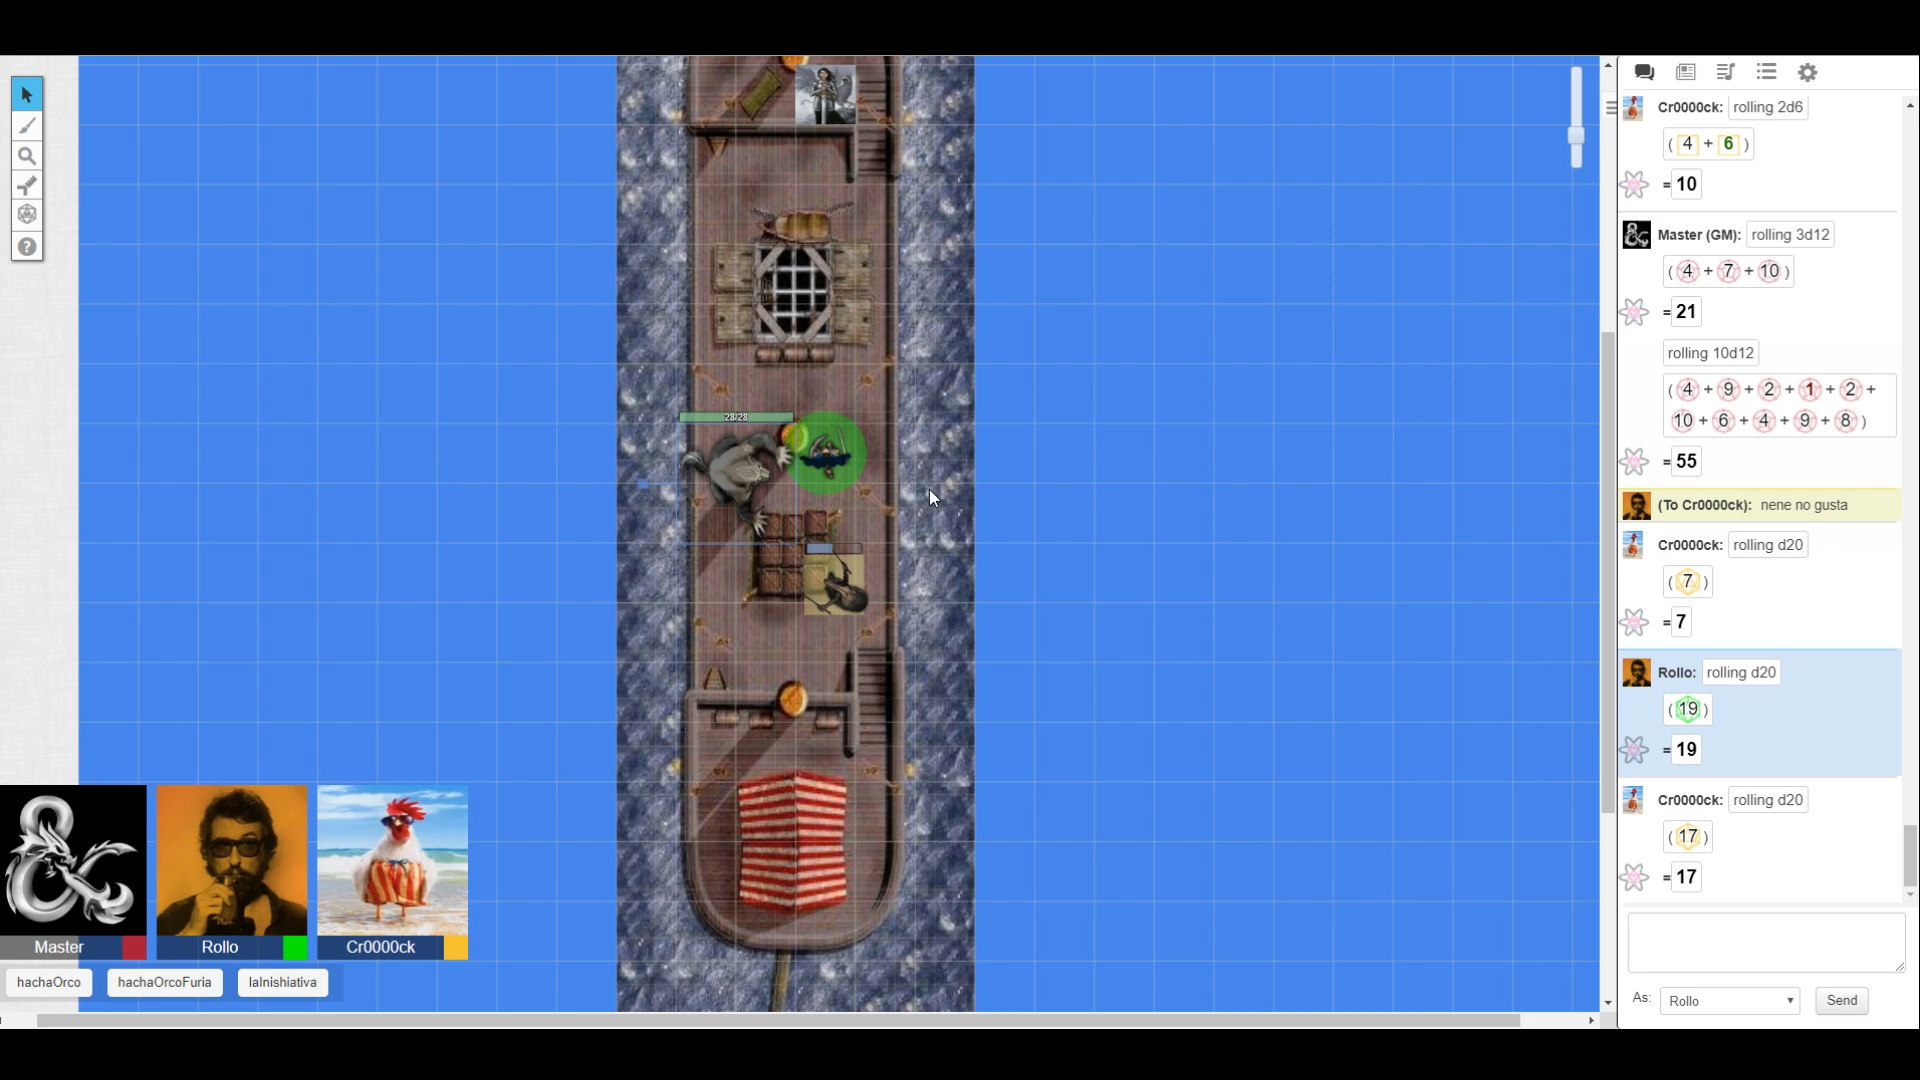 Cr0000ck: rolling 2d6
( 4 + 6 )
=10
Master (GM): rolling 3d12
( 4 + 7 + 10 )
=21
rolling 10d12
( 4 + 9 + 2 + 1 + 2 +
10 + 6 + 4 + 9 + 8 )
=55
(To Cr0000ck): nene no gusta
Cr0000ck: rolling d20
( 7 )
=7
Rollo: rolling d20
( 19 )
=19
Cr0000ck: rolling d20
( 17 )
=17
As: Rollo Send
28/28
Master Rollo Cr0000ck
hachaOrco hachaOrcoFuria laInishiativa